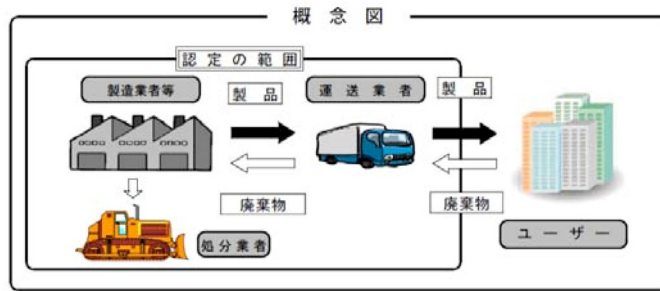 概念図
認定の範囲
製造業者等
製品
運送業者
製品
廃棄物
廃棄物
処分業者
ユーザー